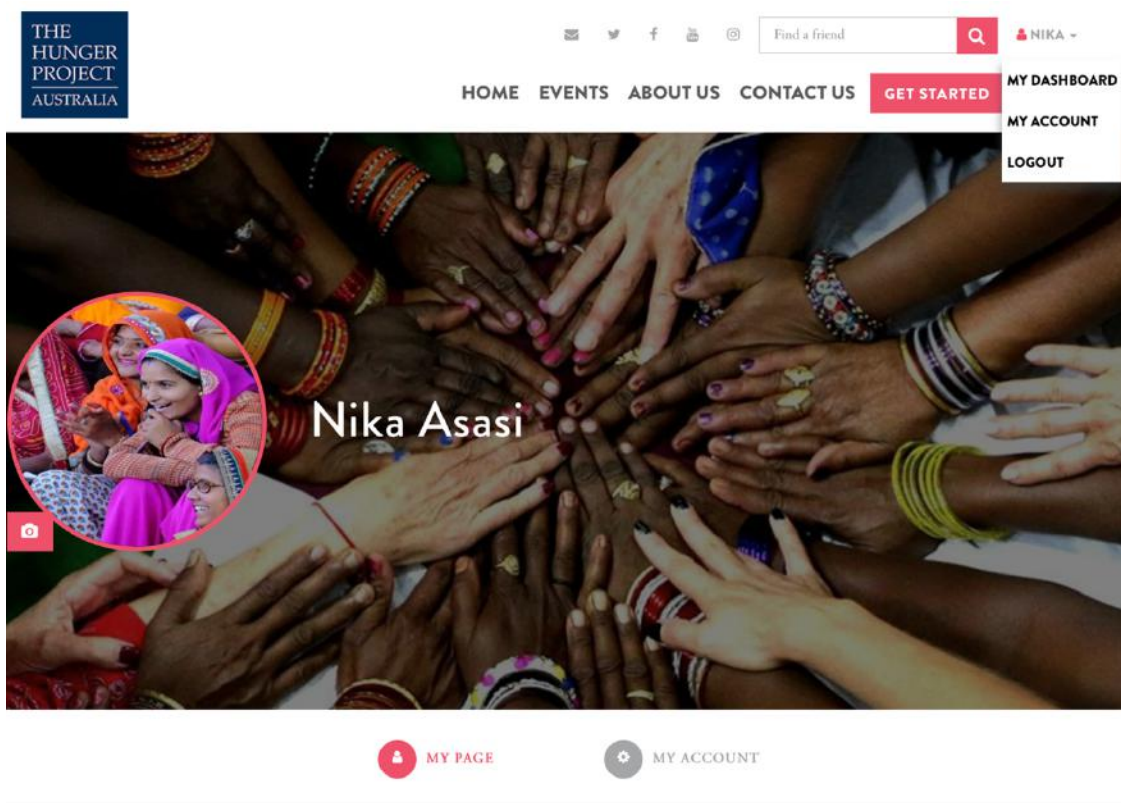 THE
HUNGER
PROJECT
AUSTRALIA
Find a friend
NIKA
HOME EVENTS ABOUT US CONTACT US GET STARTED
MY DASHBOARD
MY ACCOUNT
LOGOUT
Nika Asasi
MY PAGE MY ACCOUNT